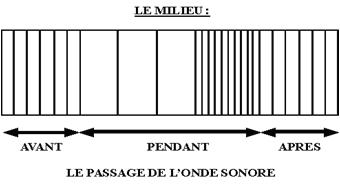 LE MILIEU :
AVANT PENDANT APRES
LE PASSAGE DE L'ONDE SONORE